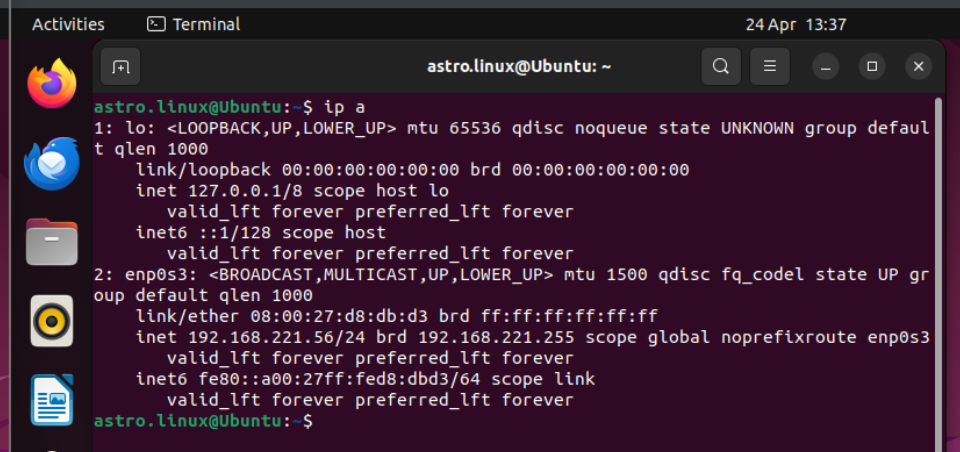 Activities
Terminal
24 Apr 13:37
astro.linux@Ubuntu: ~
astro.linux@Ubuntu:~$ ip a
1: lo: <LOOPBACK,UP,LOWER_UP> mtu 65536 qdisc noqueue state UNKNOWN group defaul
t qlen 1000
    link/loopback 00:00:00:00:00:00 brd 00:00:00:00:00:00
    inet 127.0.0.1/8 scope host lo
       valid_lft forever preferred_lft forever
    inet6 ::1/128 scope host
       valid_lft forever preferred_lft forever
2: enp0s3: <BROADCAST,MULTICAST,UP,LOWER_UP> mtu 1500 qdisc fq_codel state UP gr
oup default qlen 1000
    link/ether 08:00:27:d8:db:d3 brd ff:ff:ff:ff:ff:ff
    inet 192.168.221.56/24 brd 192.168.221.255 scope global noprefixroute enp0s3
       valid_lft forever preferred_lft forever
    inet6 fe80::a00:27ff:fed8:dbd3/64 scope link
       valid_lft forever preferred_lft forever
astro.linux@Ubuntu:~$